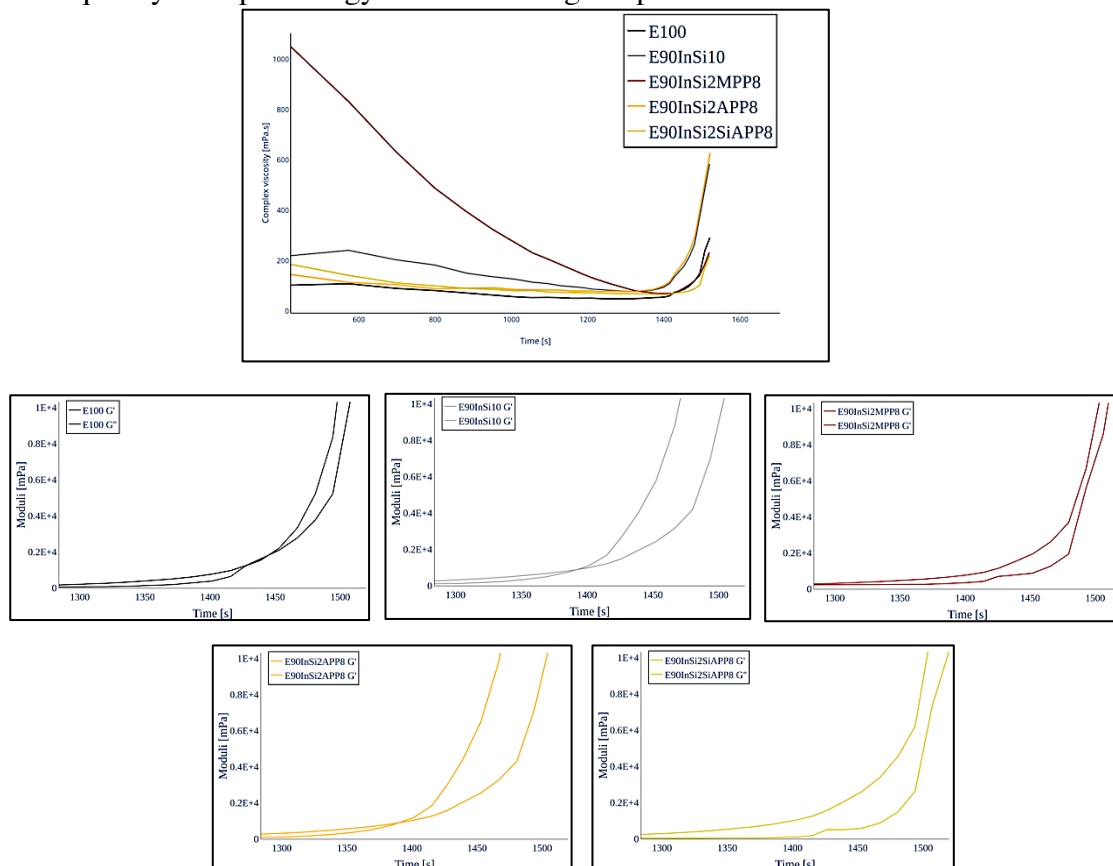 E100
E90InSi10
E90InSi2MPP8
E90InSi2APP8
E90InSi2SiAPP8
Complex viscosity [mPa.s]
1000
800
600
400
200
0
600
800
1000
1200
1400
1600
Time [s]
E100 G'
E100 G''
Moduli [mPa]
1E+4
0.8E+4
0.6E+4
0.4E+4
0.2E+4
0
1300
1350
1400
1450
1500
Time [s]
E90InSi10 G'
E90InSi10 G'
Moduli [mPa]
1E+4
0.8E+4
0.6E+4
0.4E+4
0.2E+4
0
1300
1350
1400
1450
1500
Time [s]
E90InSi2MPP8 G'
E90InSi2MPP8 G'
Moduli [mPa]
1E+4
0.8E+4
0.6E+4
0.4E+4
0.2E+4
0
1300
1350
1400
1450
1500
Time [s]
E90InSi2APP8 G'
E90InSi2APP8 G'
Moduli [mPa]
1E+4
0.8E+4
0.6E+4
0.4E+4
0.2E+4
0
1300
1350
1400
1450
1500
Time [s]
E90InSi2SiAPP8 G'
E90InSi2SiAPP8 G''
Moduli [mPa]
1E+4
0.8E+4
0.6E+4
0.4E+4
0.2E+4
0
1300
1350
1400
1450
1500
Time [s]